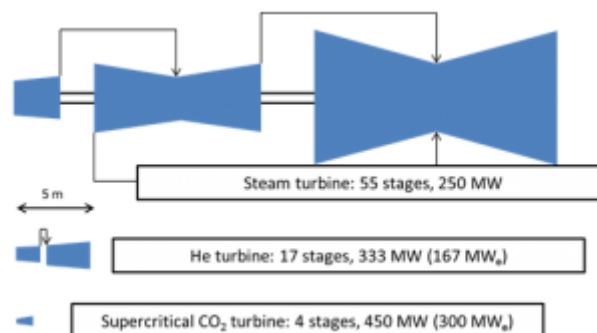 Steam turbine: 55 stages, 250 MW
5 m
He turbine: 17 stages, 333 MW (167 MWₑ)
Supercritical CO₂ turbine: 4 stages, 450 MW (300 MWₑ)